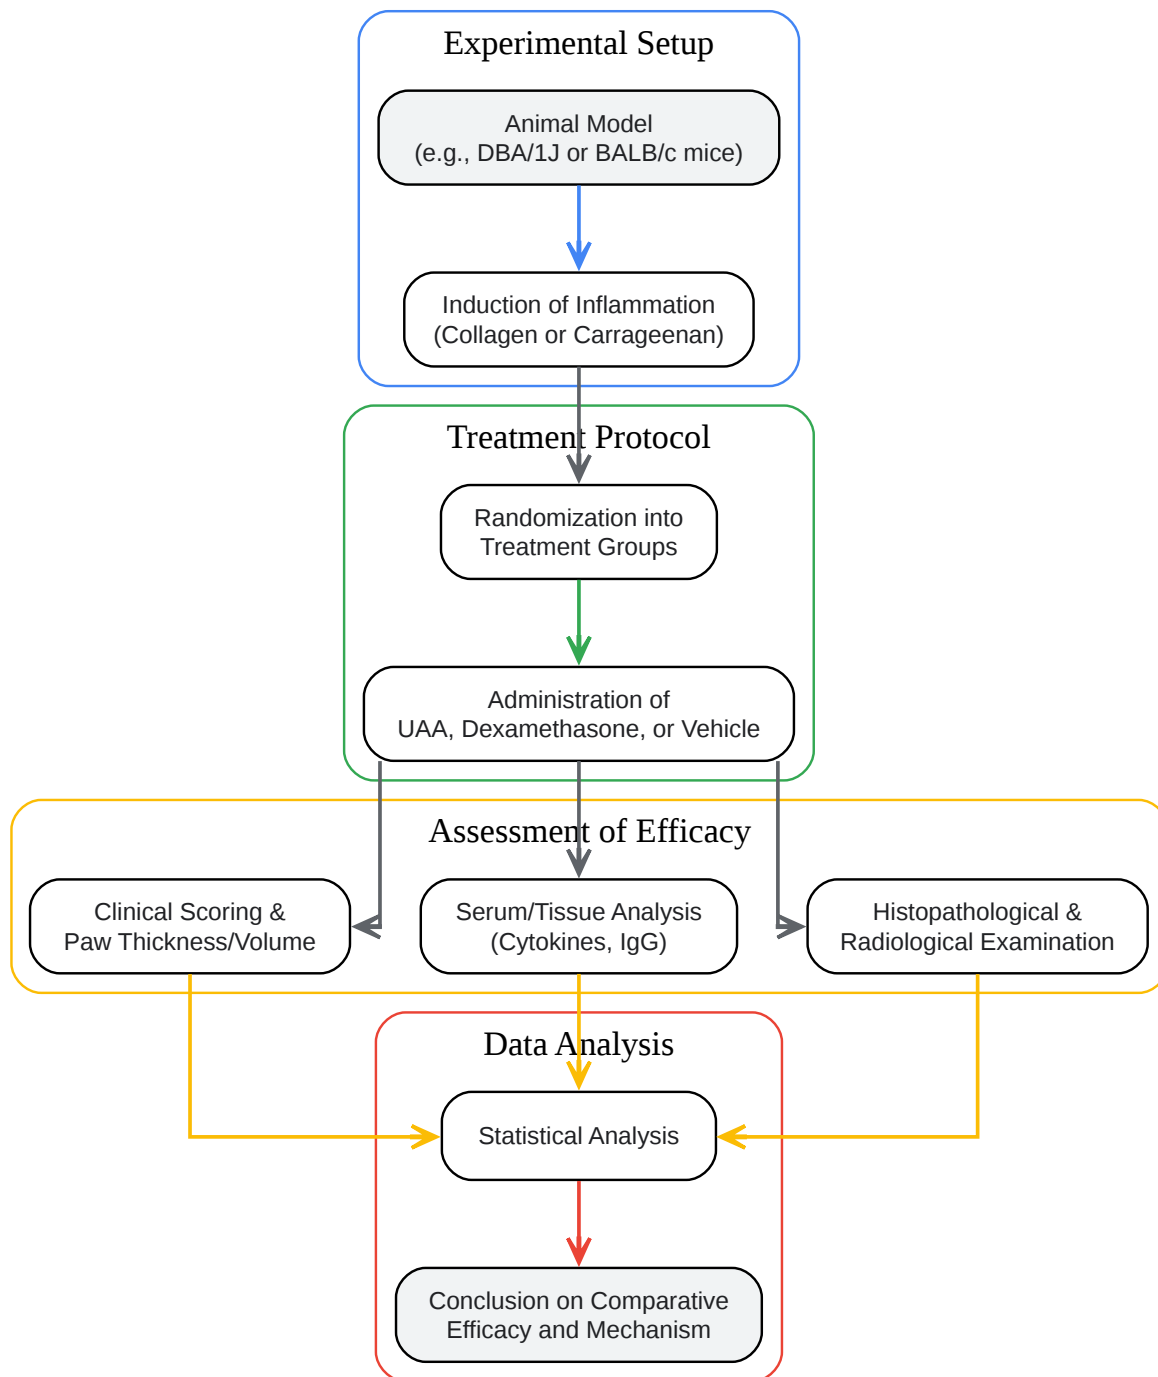 Experimental Setup
Animal Model
(e.g., DBA/1J or BALB/c mice)
Induction of Inflammation
(Collagen or Carrageenan)
Treatment Protocol
Randomization into
Treatment Groups
Administration of
UAA, Dexamethasone, or Vehicle
Assessment of Efficacy
Clinical Scoring &
Paw Thickness/Volume
Serum/Tissue Analysis
(Cytokines, IgG)
Histopathological &
Radiological Examination
Data Analysis
Statistical Analysis
Conclusion on Comparative
Efficacy and Mechanism